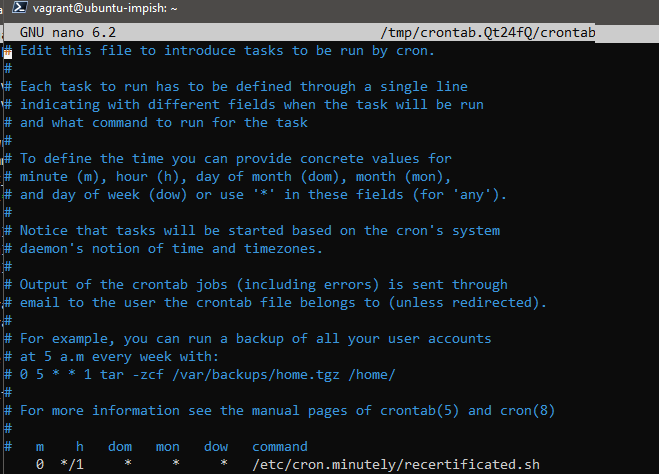 vagrant@ubuntu-impish: ~
GNU nano 6.2 /tmp/crontab.Qt24fQ/crontab
# Edit this file to introduce tasks to be run by cron.
#
# Each task to run has to be defined through a single line
# indicating with different fields when the task will be run
# and what command to run for the task
#
# To define the time you can provide concrete values for
# minute (m), hour (h), day of month (dom), month (mon),
# and day of week (dow) or use '*' in these fields (for 'any').
#
# Notice that tasks will be started based on the cron's system
# daemon's notion of time and timezones.
#
# Output of the crontab jobs (including errors) is sent through
# email to the user the crontab file belongs to (unless redirected).
#
# For example, you can run a backup of all your user accounts
# at 5 a.m every week with:
# 0 5 * * 1 tar -zcf /var/backups/home.tgz /home/
#
# For more information see the manual pages of crontab(5) and cron(8)
#
# m h dom mon dow command
0 */1 * * * /etc/cron.minutely/recertificated.sh